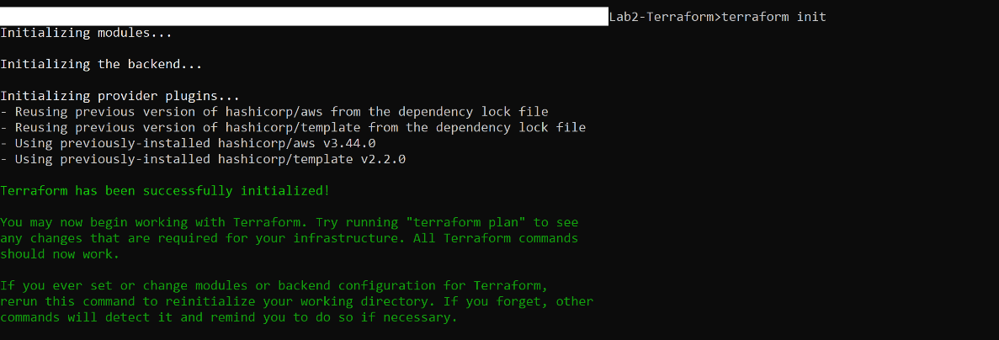 Lab2-Terraform>terraform init
Initializing modules...
Initializing the backend...
Initializing provider plugins...
- Reusing previous version of hashicorp/aws from the dependency lock file
- Reusing previous version of hashicorp/template from the dependency lock file
- Using previously-installed hashicorp/aws v3.44.0
- Using previously-installed hashicorp/template v2.2.0
Terraform has been successfully initialized!
You may now begin working with Terraform. Try running "terraform plan" to see
any changes that are required for your infrastructure. All Terraform commands
should now work.
If you ever set or change modules or backend configuration for Terraform,
rerun this command to reinitialize your working directory. If you forget, other
commands will detect it and remind you to do so if necessary.